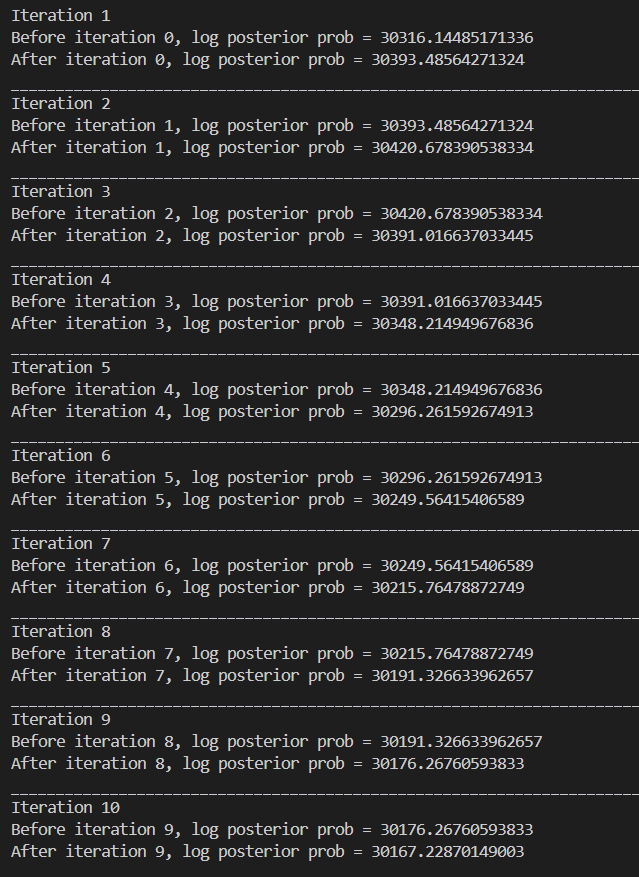 Iteration 1
Before iteration 0, log posterior prob = 30316.14485171336
After iteration 0, log posterior prob = 30393.48564271324
______________________________________________________________________
Iteration 2
Before iteration 1, log posterior prob = 30393.48564271324
After iteration 1, log posterior prob = 30420.678390538334
______________________________________________________________________
Iteration 3
Before iteration 2, log posterior prob = 30420.678390538334
After iteration 2, log posterior prob = 30391.016637033445
______________________________________________________________________
Iteration 4
Before iteration 3, log posterior prob = 30391.016637033445
After iteration 3, log posterior prob = 30348.214949676836
______________________________________________________________________
Iteration 5
Before iteration 4, log posterior prob = 30348.214949676836
After iteration 4, log posterior prob = 30296.261592674913
______________________________________________________________________
Iteration 6
Before iteration 5, log posterior prob = 30296.261592674913
After iteration 5, log posterior prob = 30249.56415406589
______________________________________________________________________
Iteration 7
Before iteration 6, log posterior prob = 30249.56415406589
After iteration 6, log posterior prob = 30215.76478872749
______________________________________________________________________
Iteration 8
Before iteration 7, log posterior prob = 30215.76478872749
After iteration 7, log posterior prob = 30191.326633962657
______________________________________________________________________
Iteration 9
Before iteration 8, log posterior prob = 30191.326633962657
After iteration 8, log posterior prob = 30176.26760593833
______________________________________________________________________
Iteration 10
Before iteration 9, log posterior prob = 30176.26760593833
After iteration 9, log posterior prob = 30167.22870149003